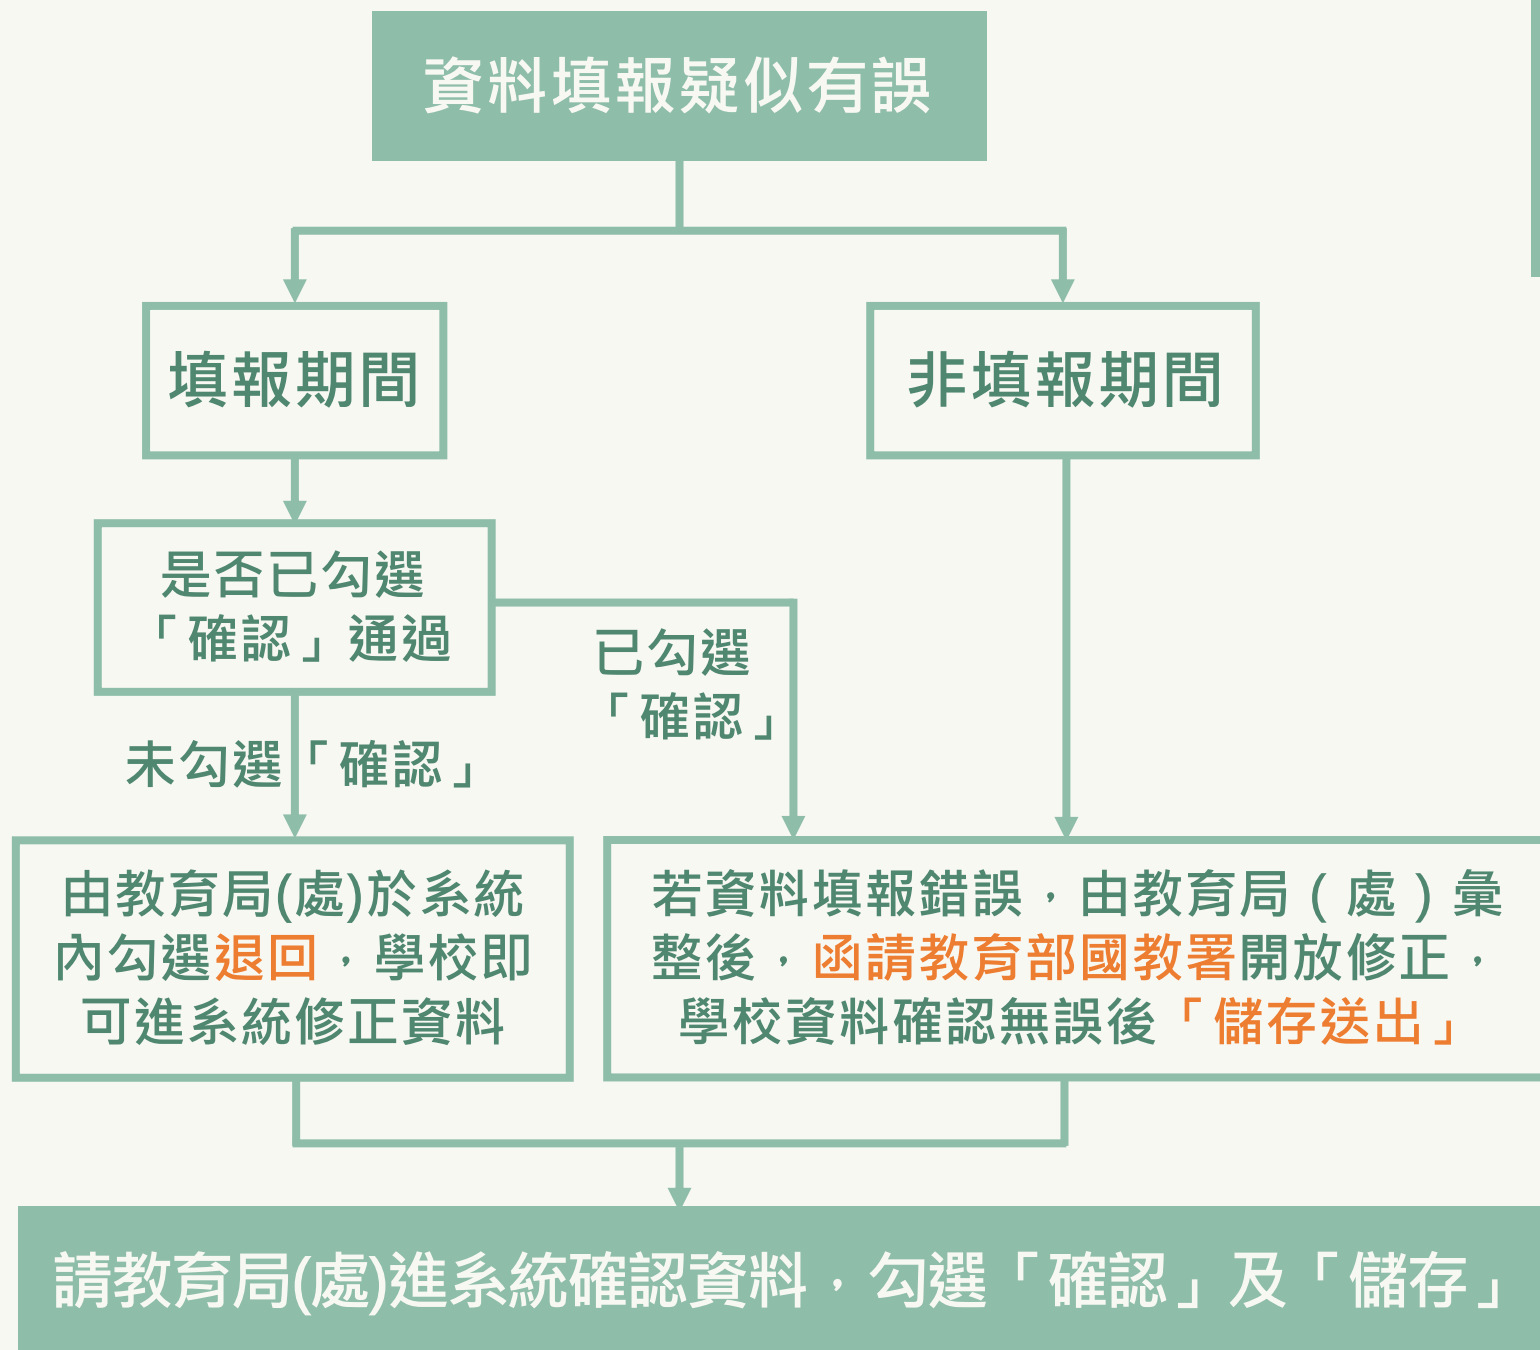 資料填報疑似有誤
填報期間
非填報期間
是否已勾選
「確認」通過
已勾選
「確認」
未勾選「確認」
由教育局(處)於系統
內勾選退回，學校即
可進系統修正資料
若資料填報錯誤，由教育局(處)彙
整後，函請教育部國教署開放修正，
學校資料確認無誤後「儲存送出」
請教育局(處)進系統確認資料，勾選「確認」及「儲存」